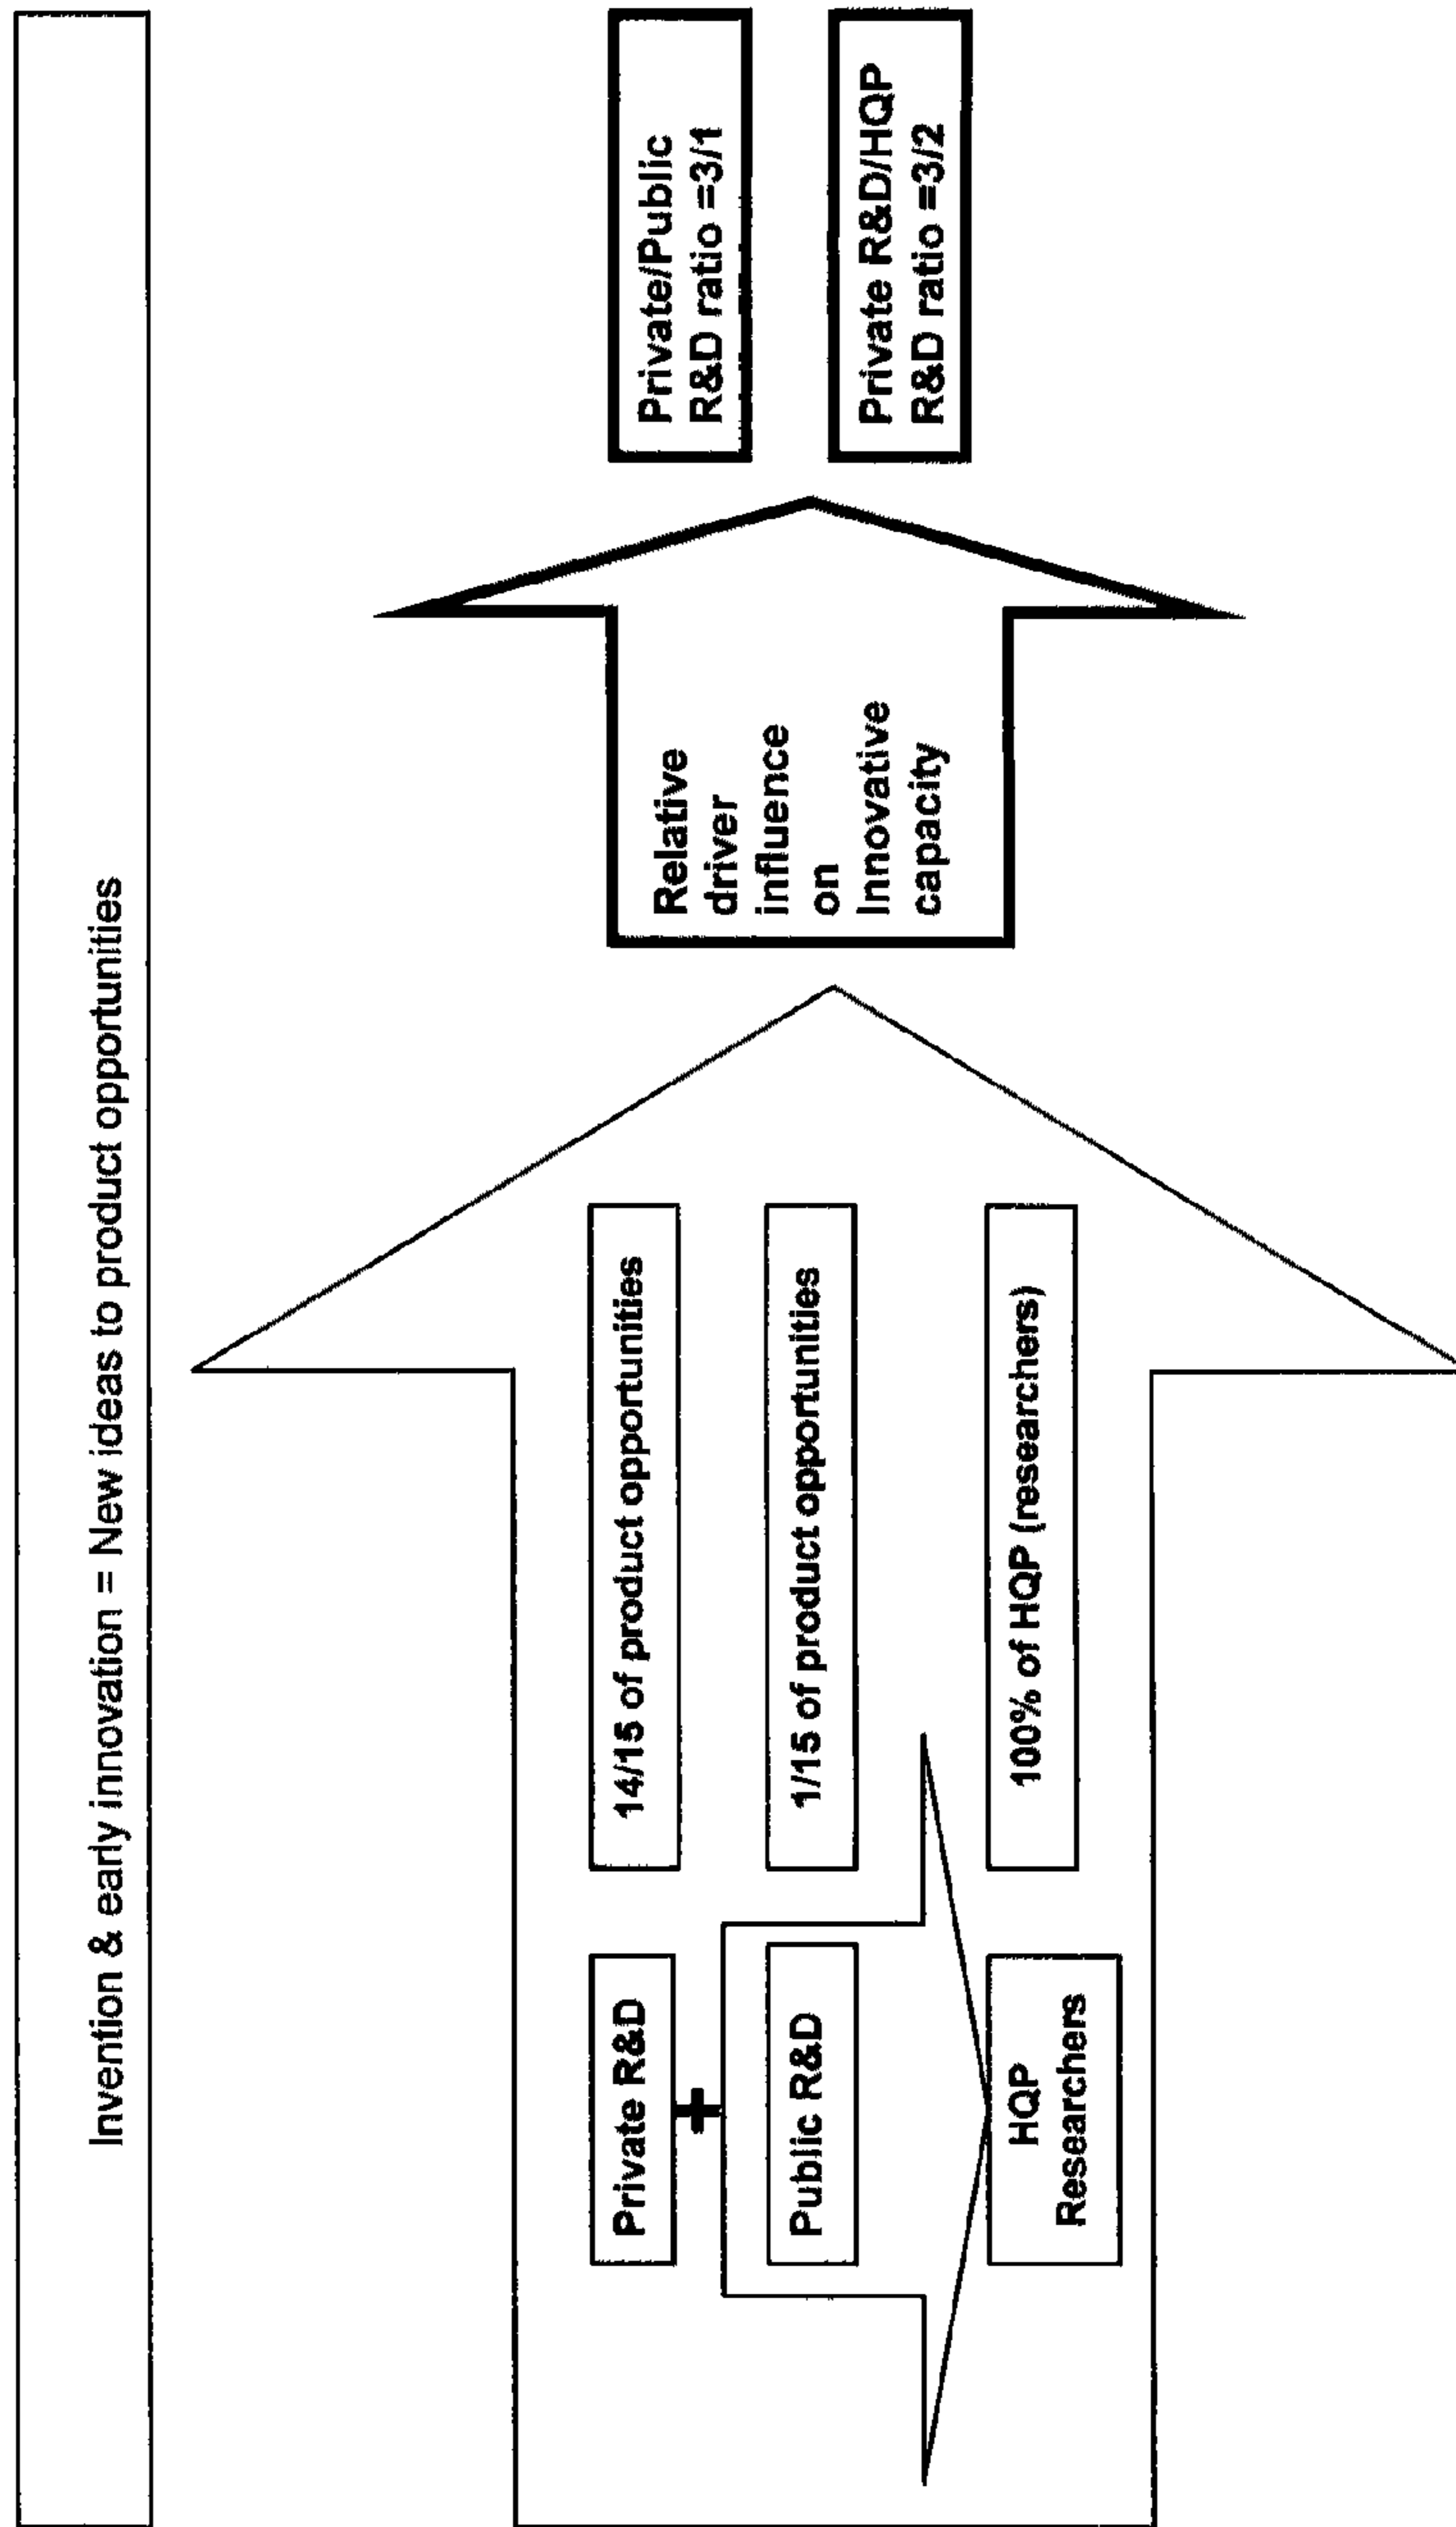 Invention & early innovation = New ideas to product opportunities
Private R&D
+
Public R&D
HQP
Researchers
14/15 of product opportunities
1/15 of product opportunities
100% of HQP (researchers)
Relative
driver
influence
on
Innovative
capacity
Private/Public
R&D ratio =3/1
Private R&D/HQP
R&D ratio =3/2